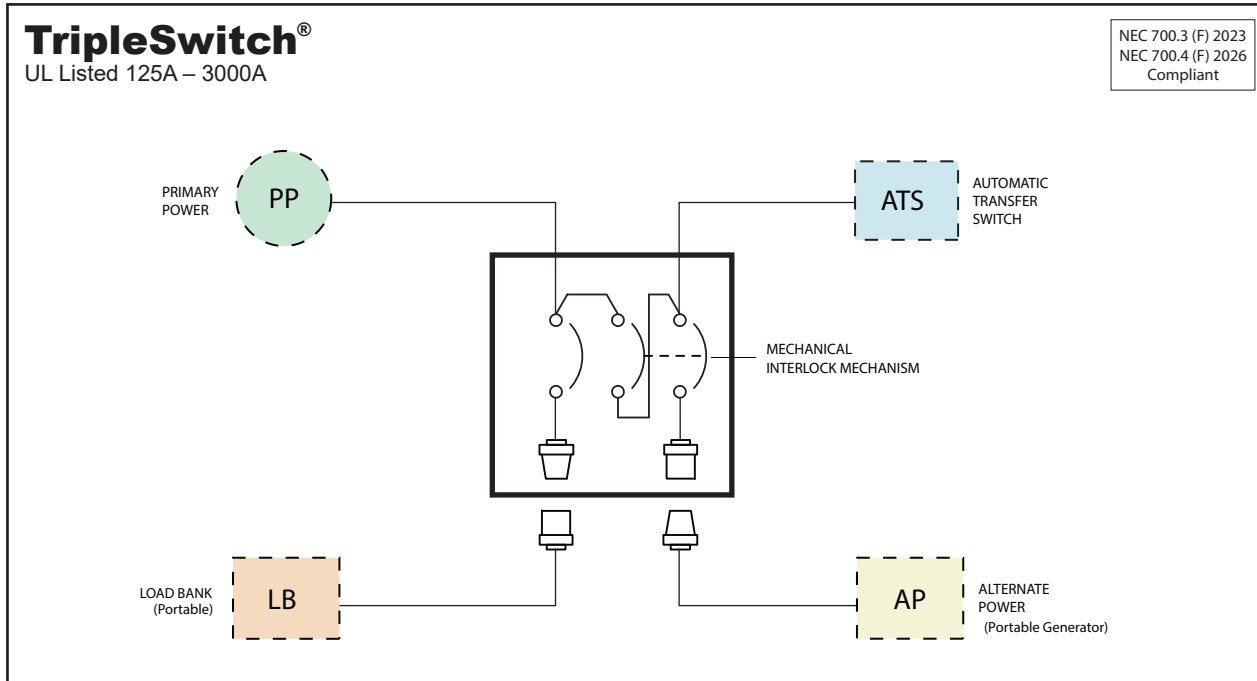 TripleSwitch®
UL Listed 125A – 3000A
NEC 700.3 (F) 2023
NEC 700.4 (F) 2026
Compliant
PRIMARY
POWER
PP
ATS
AUTOMATIC
TRANSFER
SWITCH
MECHANICAL
INTERLOCK MECHANISM
LOAD BANK
(Portable)
LB
AP
ALTERNATE
POWER
(Portable Generator)